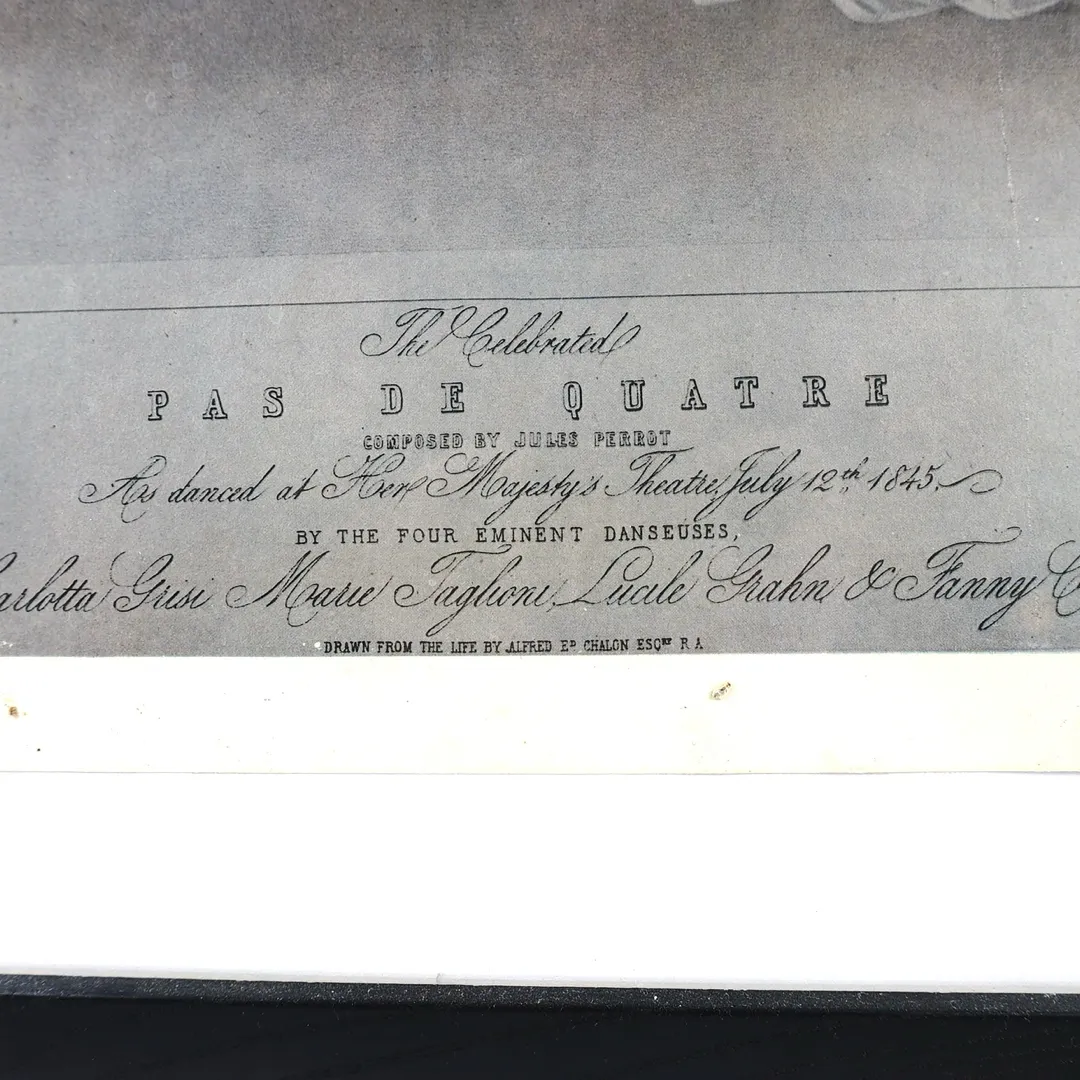 The Celebrated
PAS DE QUATRE
COMPOSED BY JULES PERROT
As danced at Her Majesty's Theatre, July 12th 1845.
BY THE FOUR EMINENT DANSEUSES,
arlotta Grisi Marie Taglioni, Lucile Grahn & Fanny C
DRAWN FROM THE LIFE BY ALFRED ED CHALON ESQRE R A